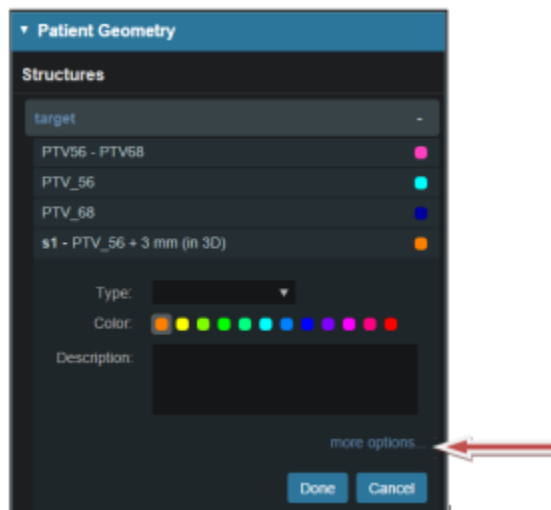 Patient Geometry
Structures
target -
PTV56 - PTV68
PTV_56
PTV_68
s1 - PTV_56 + 3 mm (in 3D)
Type:
Color:
Description:
more options...
Done Cancel